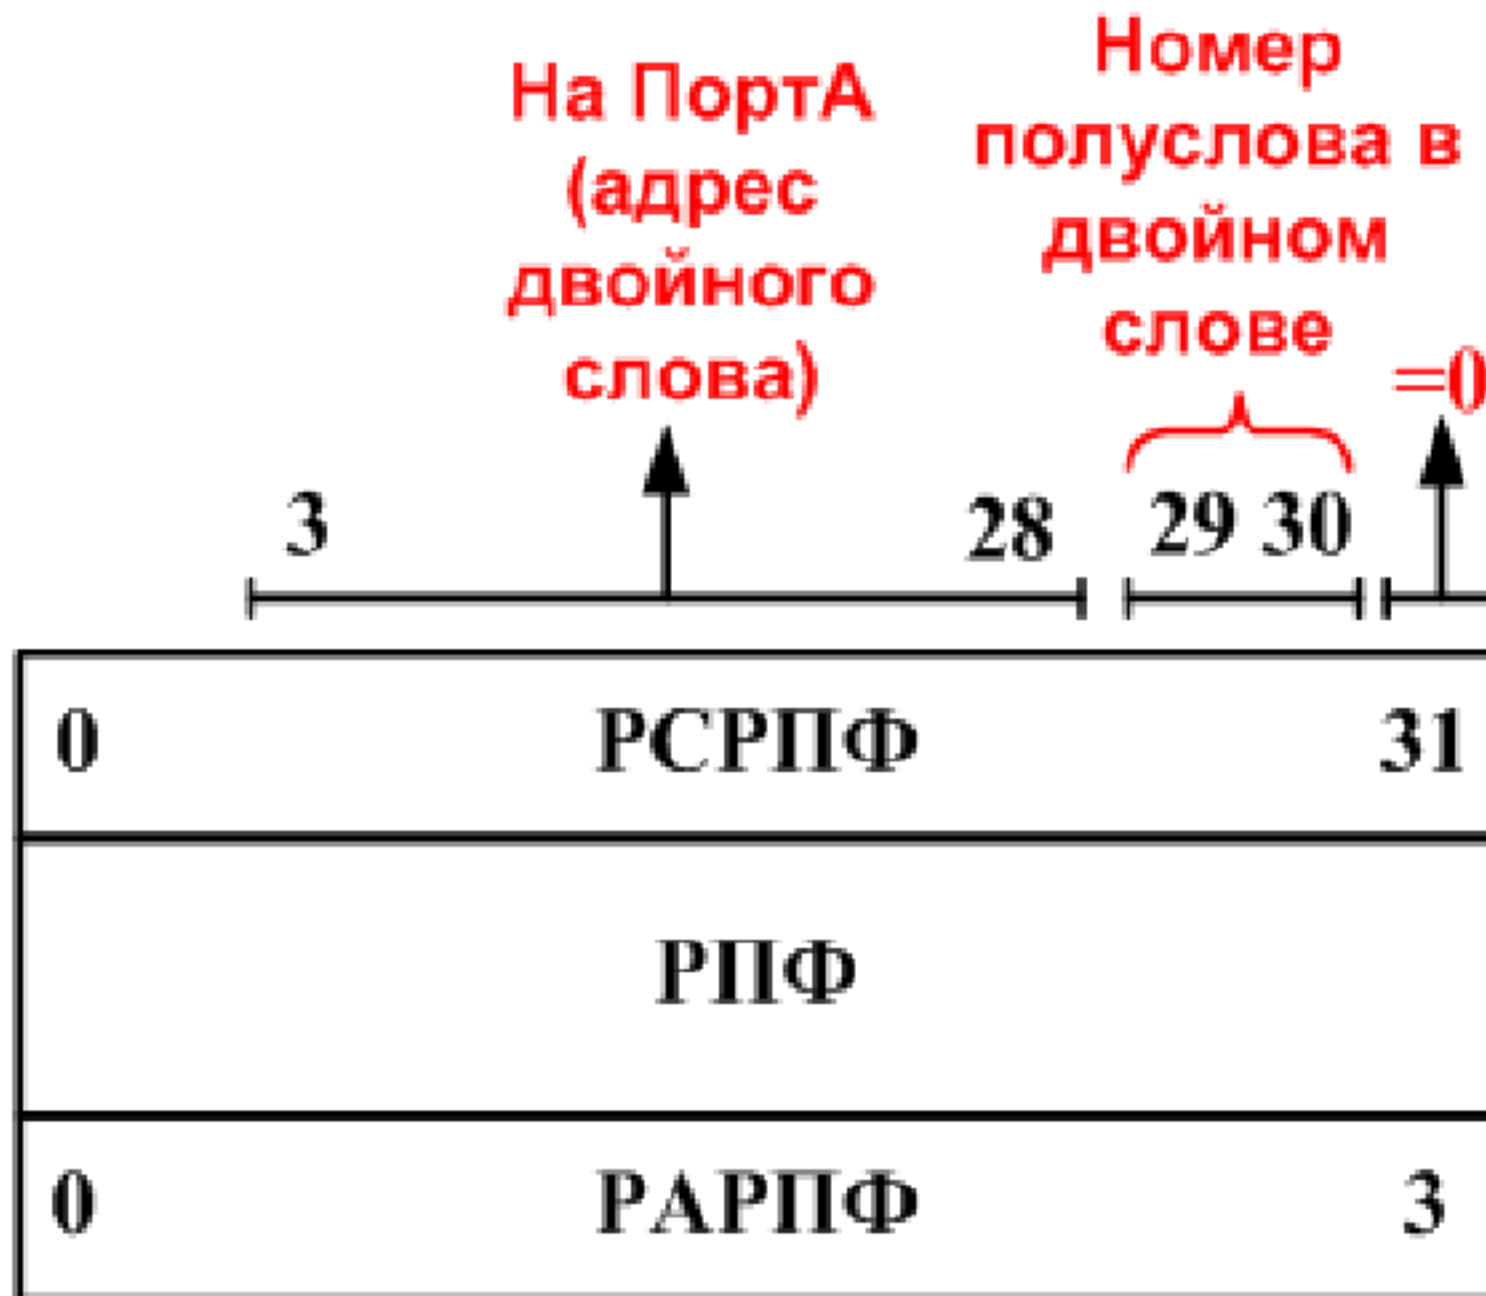 На ПортА
(адрес
двойного
слова)
Номер
полуслова в
двойном
слове
=0
3 28 29 30
0 РСРПФ 31
РПФ
0 РАРПФ 3